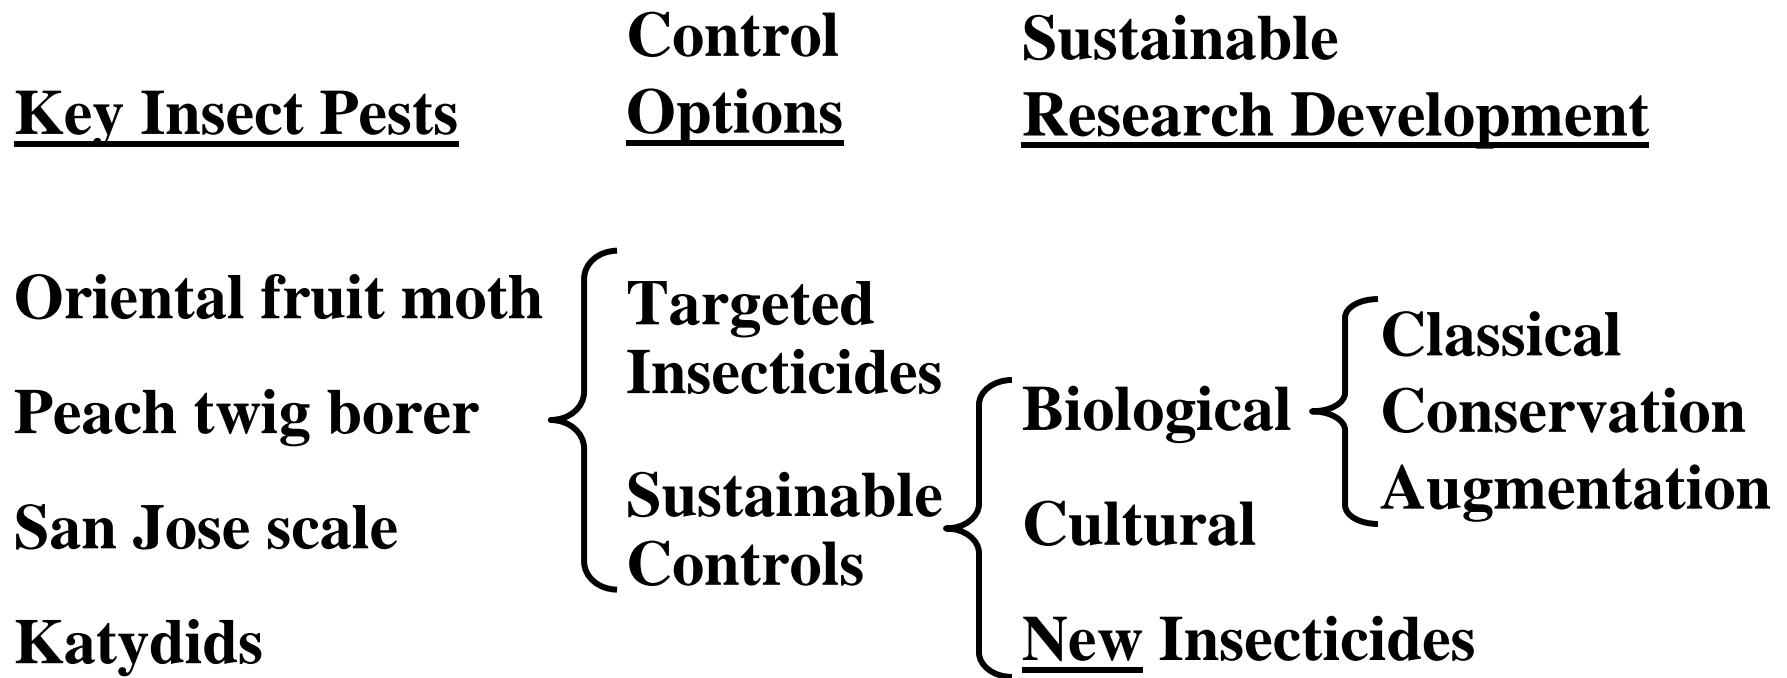 Key Insect Pests
Control
Options
Sustainable
Research Development
Oriental fruit moth
Peach twig borer
San Jose scale
Katydids
Targeted
Insecticides
Sustainable
Controls
Biological
Cultural
New Insecticides
Classical
Conservation
Augmentation